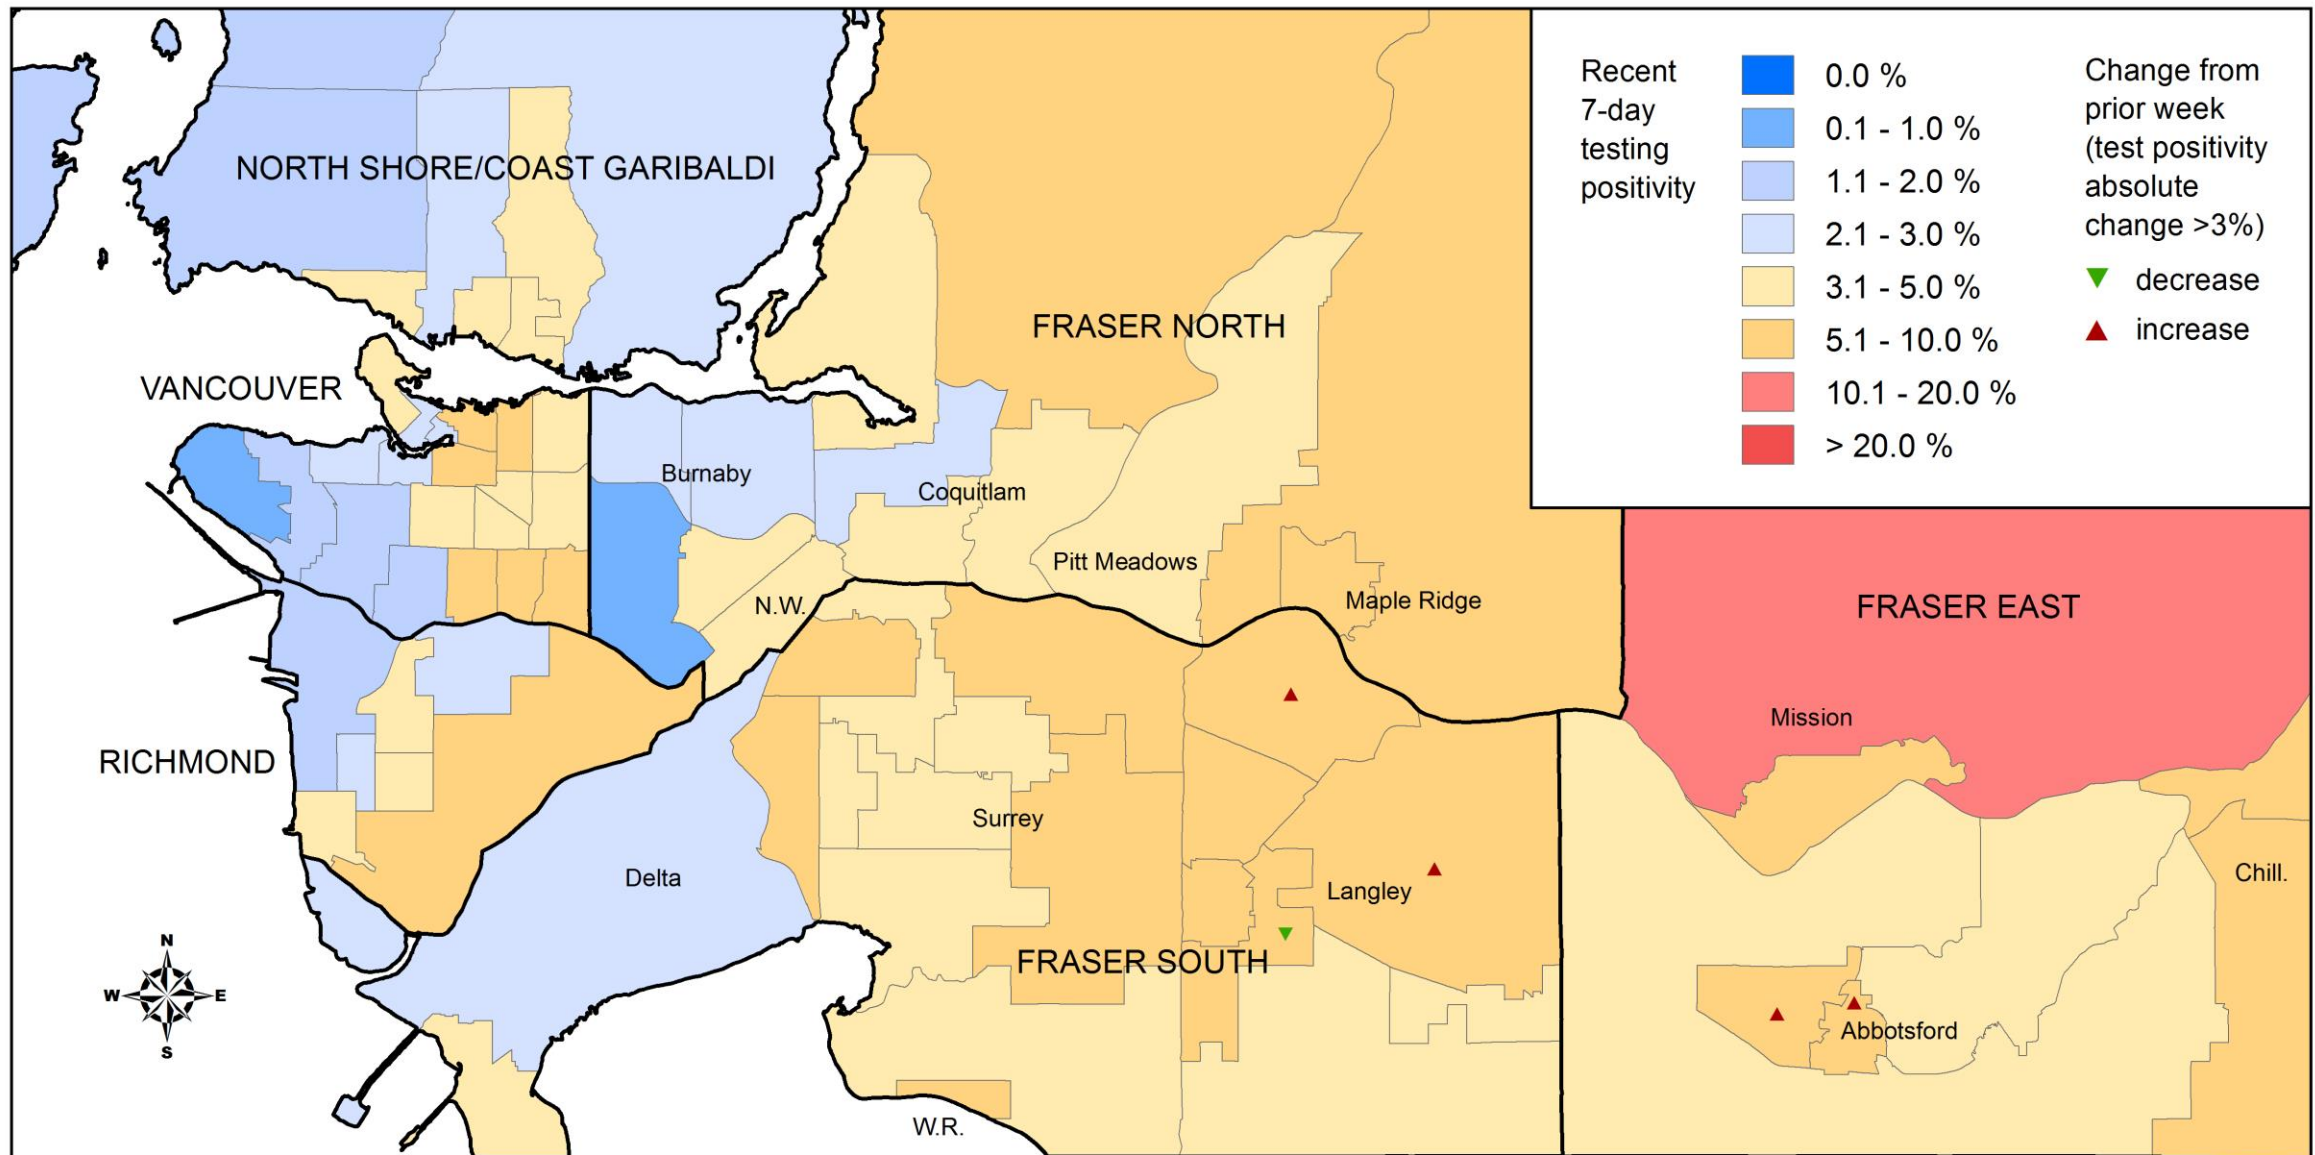 NORTH SHORE/COAST GARIBALDI
VANCOUVER
FRASER NORTH
Burnaby
Coquitlam
Pitt Meadows
N.W.
Maple Ridge
FRASER EAST
Mission
RICHMOND
Surrey
Delta
Langley
Chill.
FRASER SOUTH
Abbotsford
W.R.
N
W
E
S
Recent
7-day
testing
positivity
0.0 %
0.1 - 1.0 %
1.1 - 2.0 %
2.1 - 3.0 %
3.1 - 5.0 %
5.1 - 10.0 %
10.1 - 20.0 %
> 20.0 %
Change from
prior week
(test positivity
absolute
change >3%)
decrease
increase